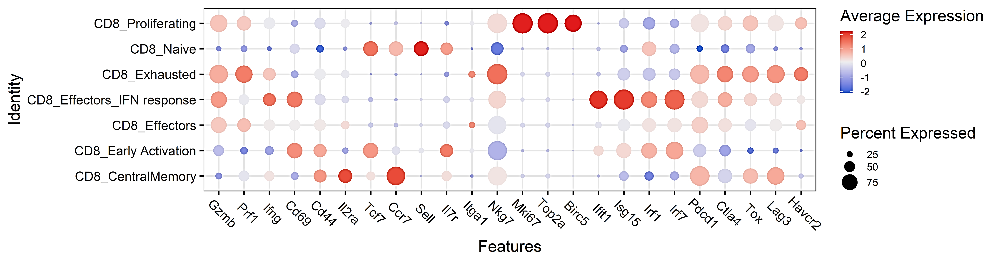 Identity
CD8_Proliferating
CD8_Naive
CD8_Exhausted
CD8_Effectors_IFN response
CD8_Effectors
CD8_Early Activation
CD8_CentralMemory
Gzmb
Prf1
Ifng
Cd69
Cd44
Il2ra
Tcf7
Ccr7
Sell
Il7r
Itga1
Nkg7
Mki67
Top2a
Birc5
Ifit1
Isg15
Irf1
Irf7
Pdcd1
Ctla4
Tox
Lag3
Havcr2
Features
Average Expression
2
1
0
-1
-2
Percent Expressed
25
50
75